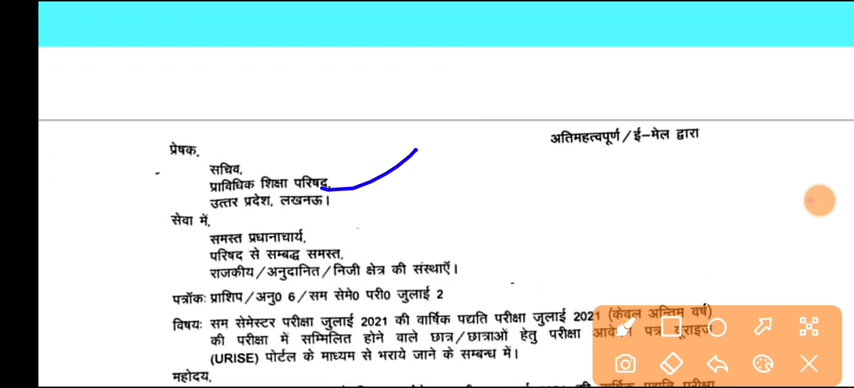 अतिमहत्वपूर्ण/ई-मेल द्वारा
प्रेषक,
सचिव,
प्राविधिक शिक्षा परिषद्,
उत्तर प्रदेश, लखनऊ।
सेवा में,
समस्त प्रधानाचार्य,
परिषद से सम्बद्ध समस्त,
राजकीय/अनुदानित/निजी क्षेत्र की संस्थाएँ।
पत्रॉक: प्राशिप/अनु0 6/सम सेमे0 परी0 जुलाई 2
विषय: सम सेमेस्टर परीक्षा जुलाई 2021 की वार्षिक पद्यति परीक्षा जुलाई 2021 (केवल अन्तिम वर्ष)
की परीक्षा में सम्मिलित होने वाले छात्र/छात्राओं हेतु परीक्षा पत्र
(URISE) पोर्टल के माध्यम से भराये जाने के सम्बन्ध में।
महोदय,